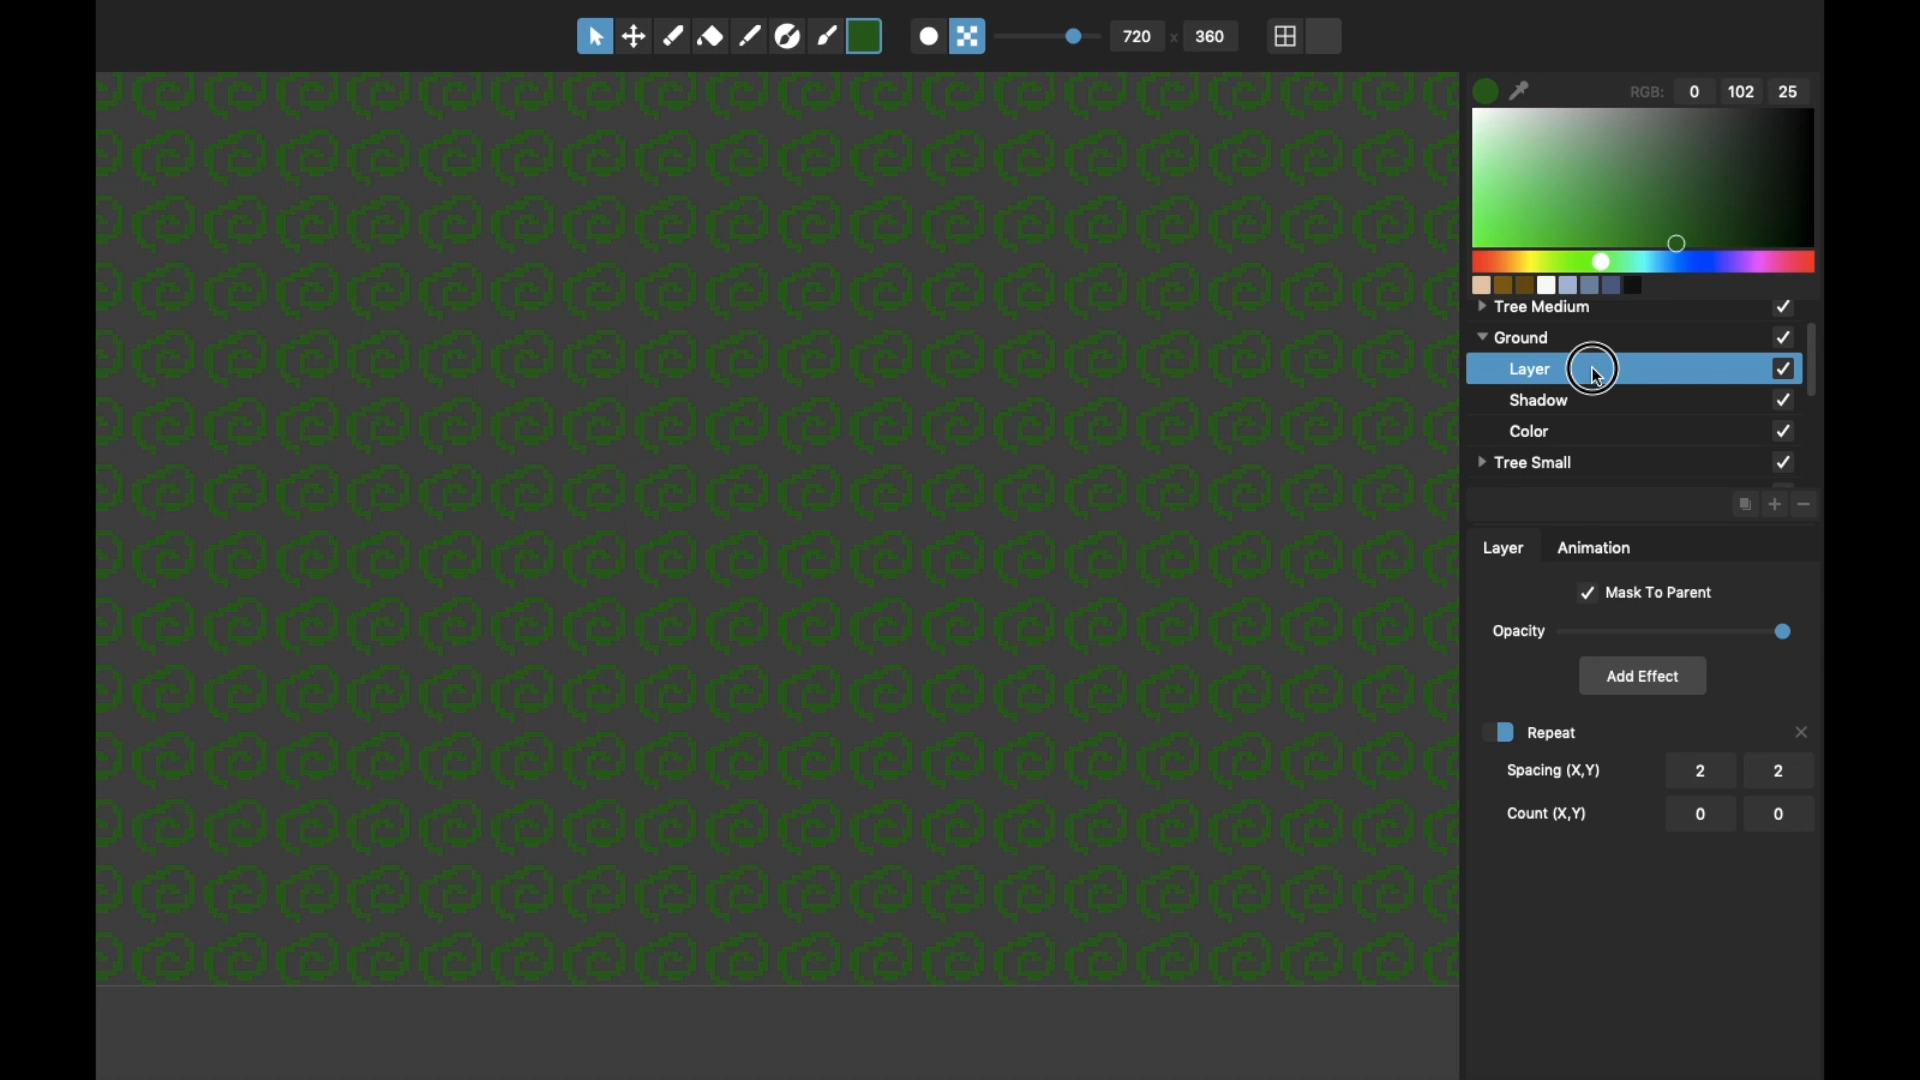 720 x 360
RGB: 0 102 25
Tree Medium
Ground
Layer
Shadow
Color
Tree Small
Layer Animation
Mask To Parent
Opacity
Add Effect
Repeat
Spacing (X,Y) 2 2
Count (X,Y) 0 0